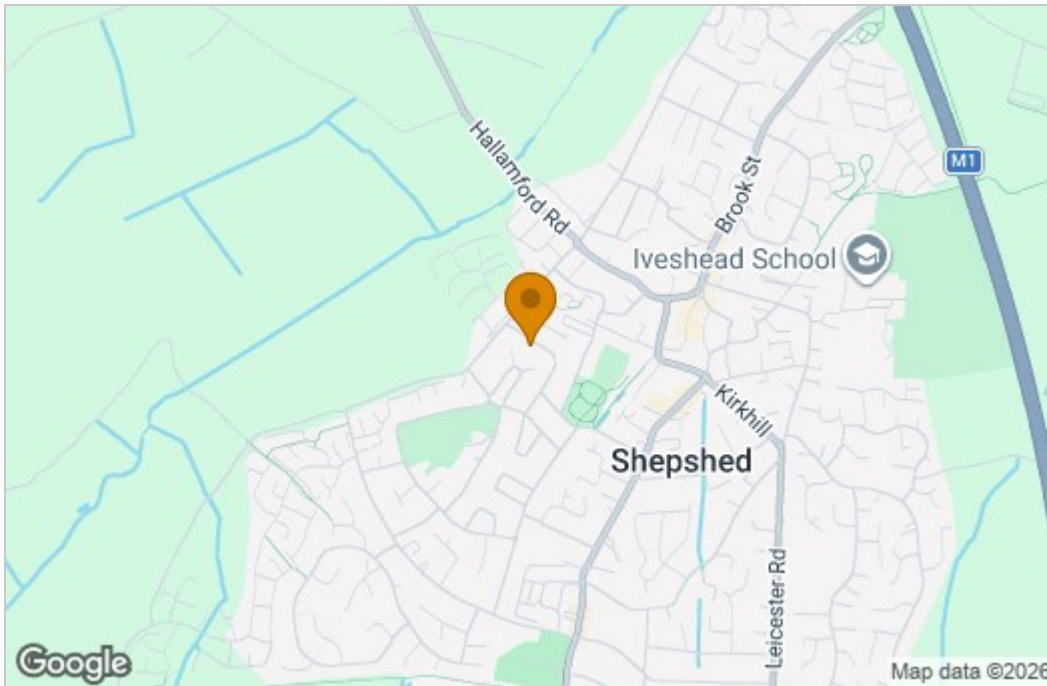 Hallamford Rd
Brook St
M1
Iveshead School
Kirkhill
Shepshed
Leicester Rd
Google
Map data ©2026